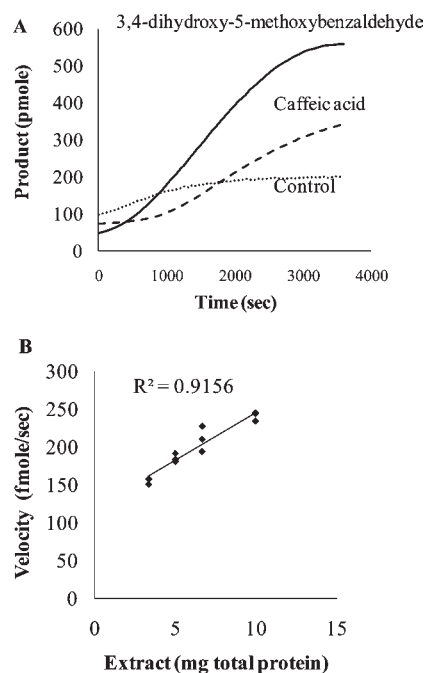 A
3,4-dihydroxy-5-methoxybenzaldehyde
600
500
400
300
200
100
0
Product (pmole)
Caffeic acid
Control
0 1000 2000 3000 4000
Time (sec)
B
R² = 0.9156
300
250
200
150
100
50
0
Velocity (fmole/sec)
0 5 10 15
Extract (mg total protein)